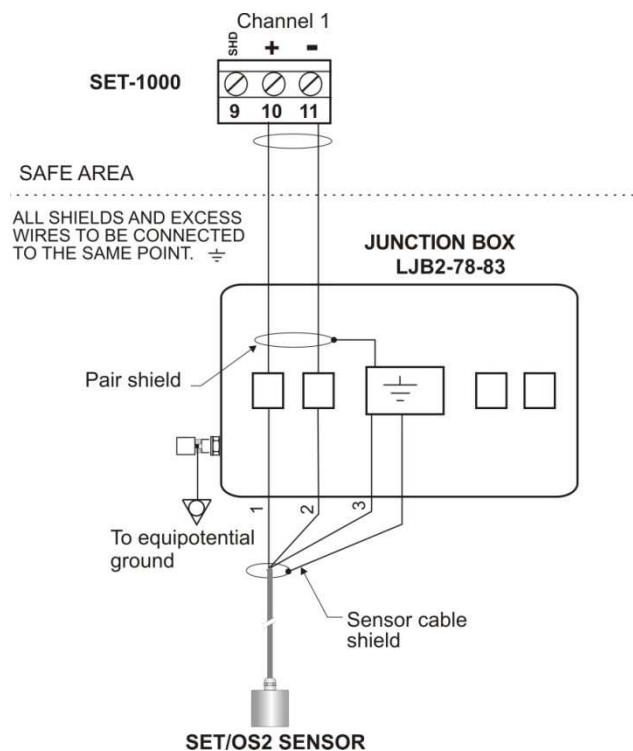 Channel 1
SHD + -
SET-1000
9 10 11
SAFE AREA
ALL SHIELDS AND EXCESS
WIRES TO BE CONNECTED
TO THE SAME POINT.
JUNCTION BOX
LJB2-78-83
Pair shield
1 2 3
To equipotential
ground
Sensor cable
shield
SET/OS2 SENSOR